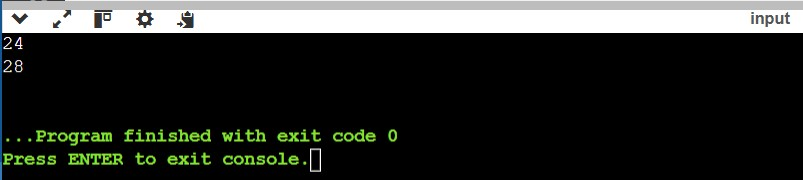 input
24
28
...Program finished with exit code 0
Press ENTER to exit console.